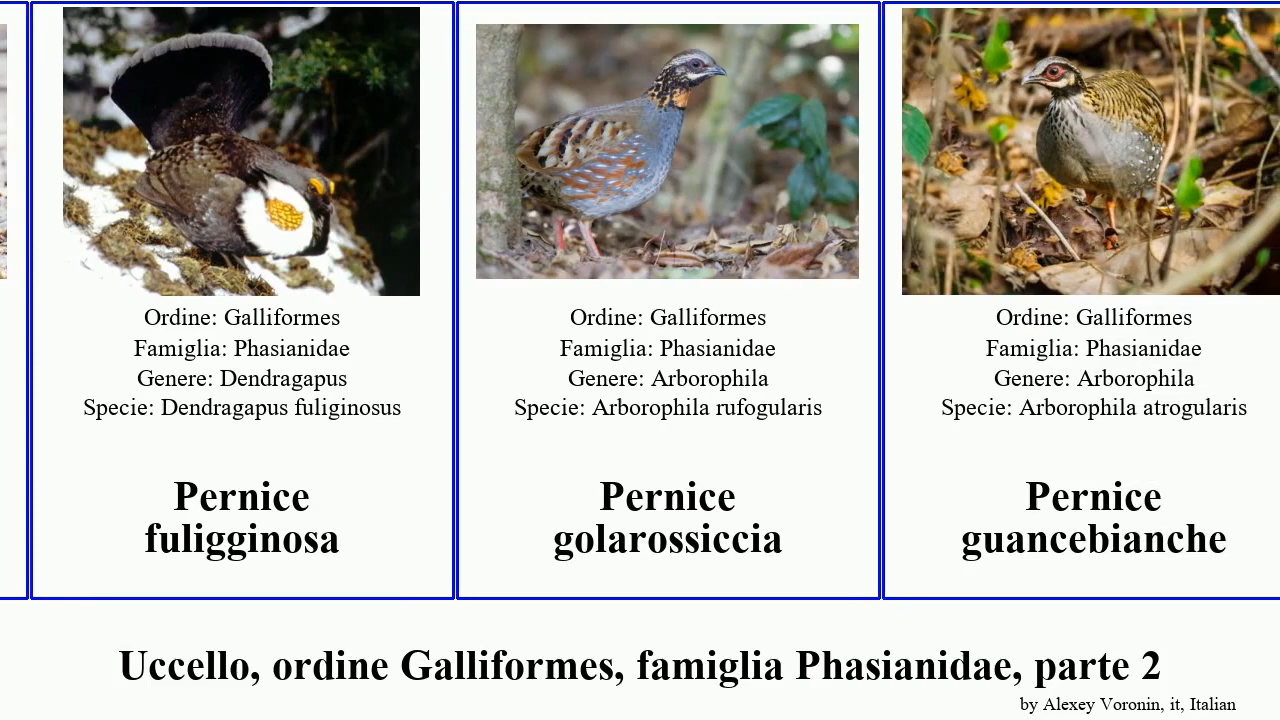 Ordine: Galliformes
Famiglia: Phasianidae
Genere: Dendragapus
Specie: Dendragapus fuliginosus
Pernice
fuligginosa
Ordine: Galliformes
Famiglia: Phasianidae
Genere: Arborophila
Specie: Arborophila rufogularis
Pernice
golarossiccia
Ordine: Galliformes
Famiglia: Phasianidae
Genere: Arborophila
Specie: Arborophila atrogularis
Pernice
guancebianche
Uccello, ordine Galliformes, famiglia Phasianidae, parte 2
by Alexey Voronin, it, Italian